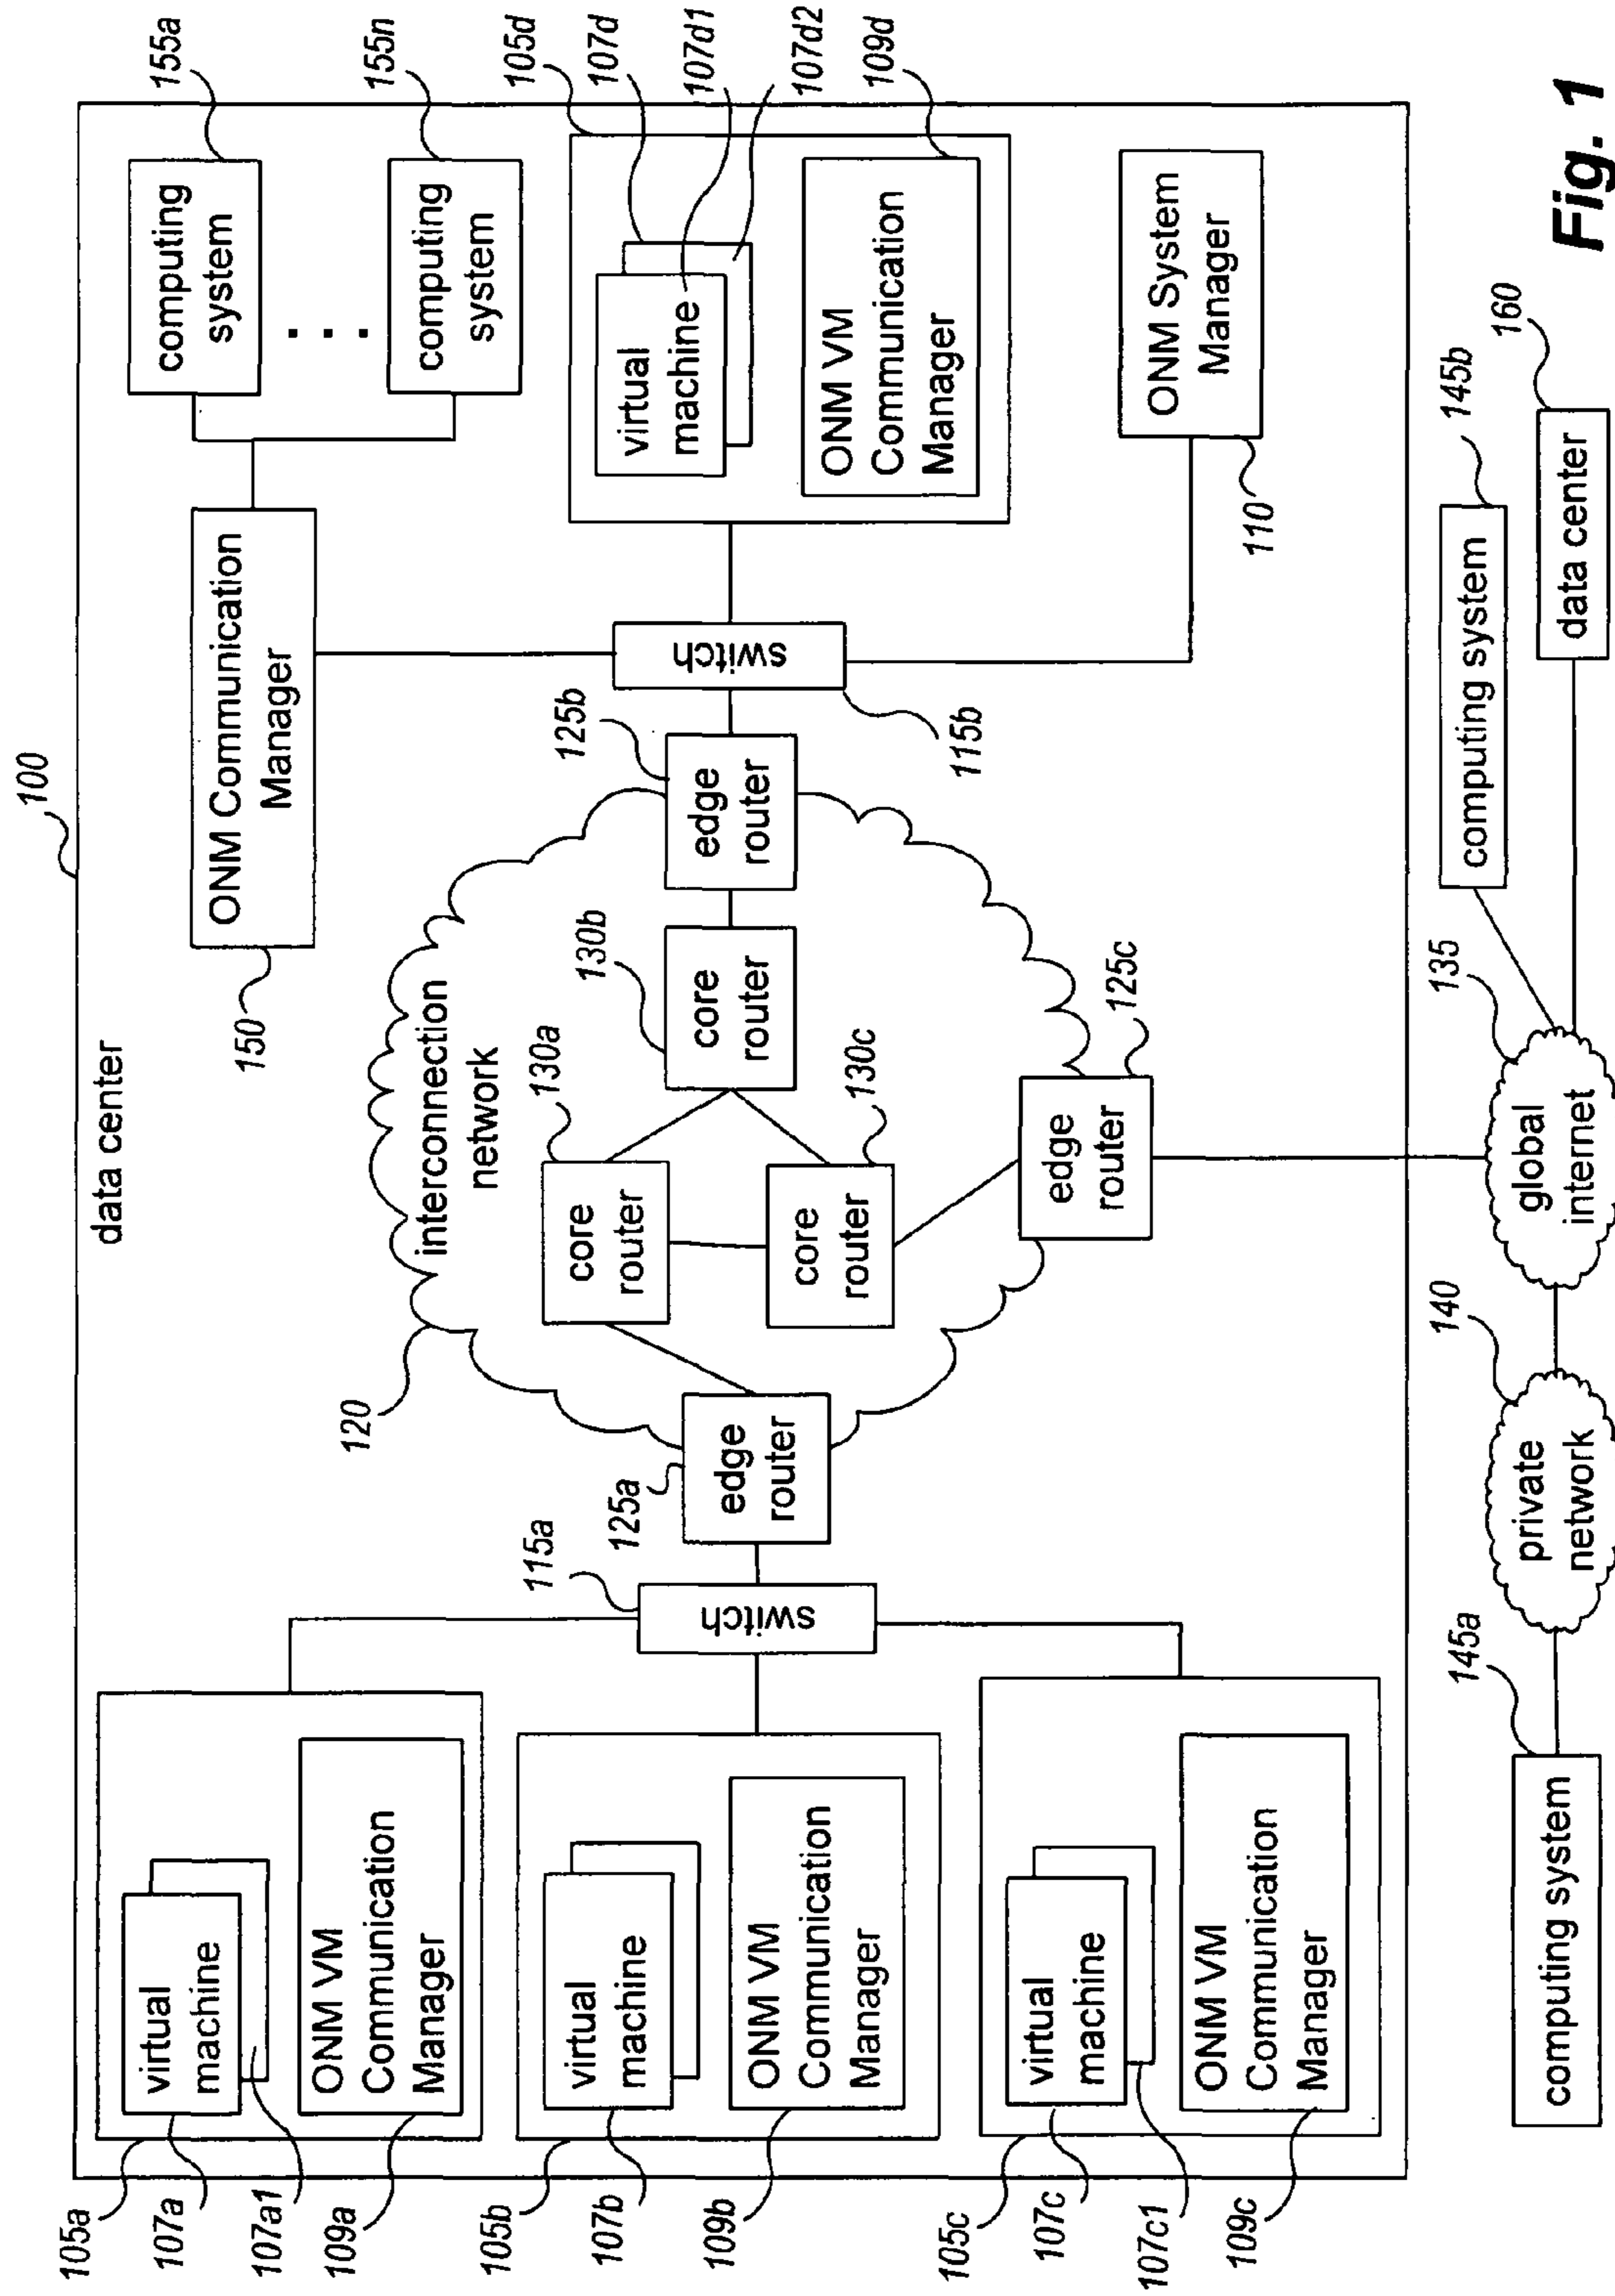 100
data center
105a
107a
107a1
109a
virtual
machine
ONM VM
Communication
Manager
105b
107b
109b
virtual
machine
ONM VM
Communication
Manager
105c
107c
107c1
109c
virtual
machine
ONM VM
Communication
Manager
115a
switch
120
interconnection
network
125a
edge
router
130a
core
router
130b
core
router
130c
core
router
125b
edge
router
125c
edge
router
115b
switch
150
ONM Communication
Manager
155a
computing
system
...
155n
computing
system
105d
107d
107d1
107d2
109d
virtual
machine
ONM VM
Communication
Manager
110
ONM System
Manager
145a
computing system
140
private
network
135
global
internet
145b
computing system
160
data center
Fig. 1